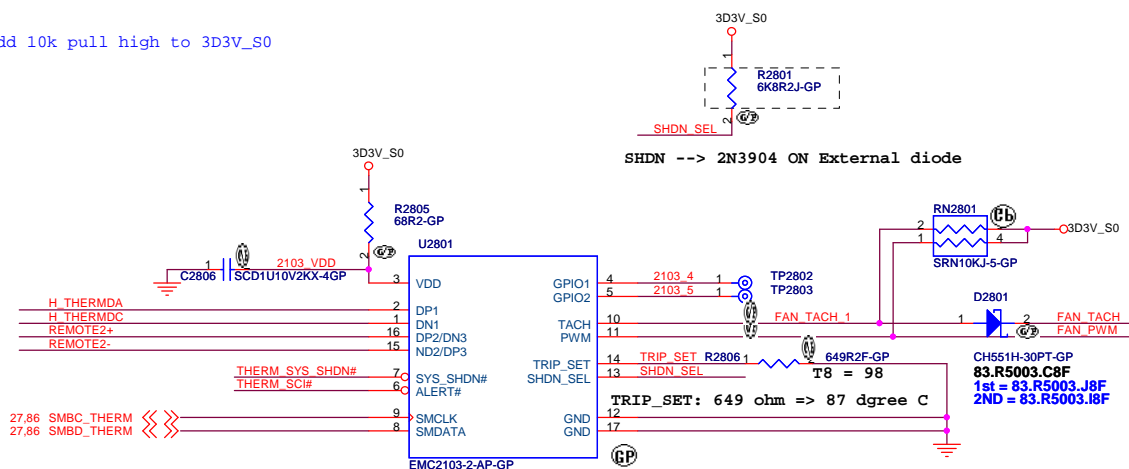 3D3V_S0
dd 10k pull high to 3D3V_S0
1
R2801
6K8R2J-GP
2
SHDN_SEL
SHDN --> 2N3904 ON External diode
3D3V_S0
1
R2805
68R2-GP
2
RN2801
2
1
4
3D3V_S0
SRN10KJ-5-GP
U2801
1
2103_VDD
C2806
SCD1U10V2KX-4GP
3
VDD
GPIO1
4
2103_4
1
TP2802
GPIO2
5
2103_5
1
TP2803
H_THERMDA
2
DP1
H_THERMDC
1
DN1
REMOTE2+
16
DP2/DN3
REMOTE2-
15
ND2/DP3
TACH
10
FAN_TACH_1
PWM
11
D2801
1
2
FAN_TACH
FAN_PWM
CH551H-30PT-GP
83.R5003.C8F
1st = 83.R5003.J8F
2ND = 83.R5003.I8F
TRIP_SET
14
TRIP_SET
R2806
1
649R2F-GP
T8 = 98
SHDN_SEL
13
SHDN_SEL
THERM_SYS_SHDN#
7
SYS_SHDN#
THERM_SCI#
6
ALERT#
TRIP_SET: 649 ohm => 87 dgree C
27,86 SMBC_THERM
9
SMCLK
27,86 SMBD_THERM
8
SMDATA
GND
12
GND
17
EMC2103-2-AP-GP
GP